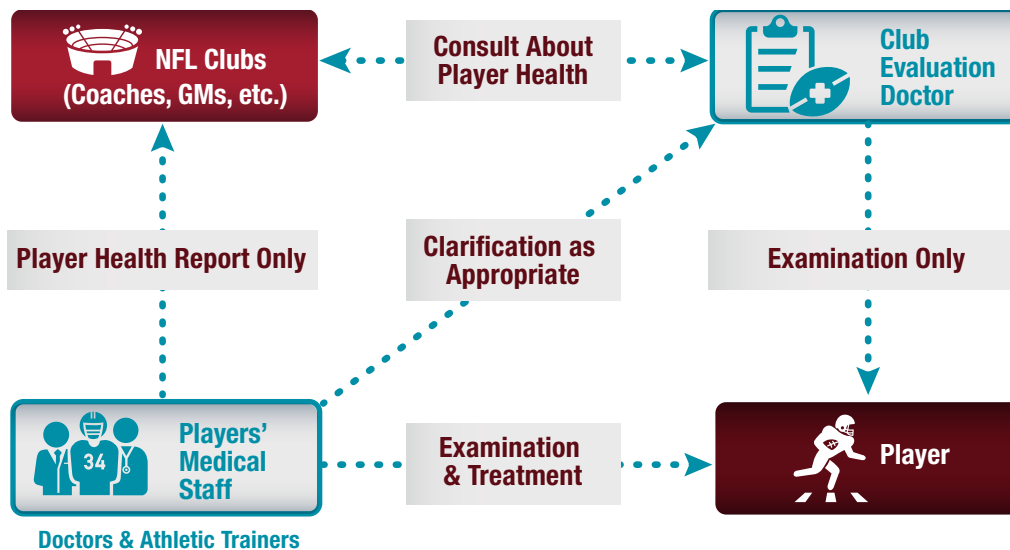 NFL Clubs
(Coaches, GMs, etc.)
Consult About
Player Health
Club
Evaluation
Doctor
Player Health Report Only
Clarification as
Appropriate
Examination Only
34
Players’
Medical
Staff
Examination
& Treatment
Player
Doctors & Athletic Trainers